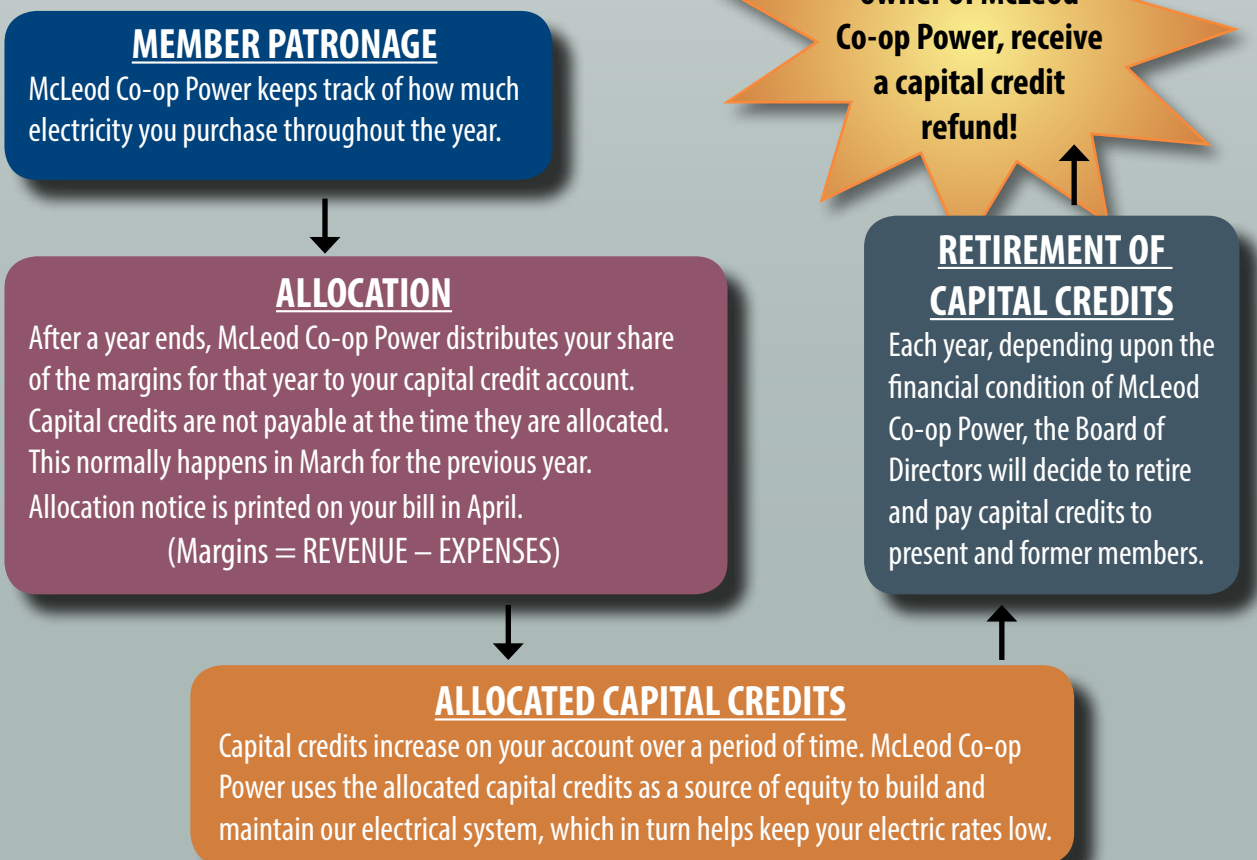 MEMBER PATRONAGE
McLeod Co-op Power keeps track of how much
electricity you purchase throughout the year.
ALLOCATION
After a year ends, McLeod Co-op Power distributes your share
of the margins for that year to your capital credit account.
Capital credits are not payable at the time they are allocated.
This normally happens in March for the previous year.
Allocation notice is printed on your bill in April.
(Margins = REVENUE – EXPENSES)
ALLOCATED CAPITAL CREDITS
Capital credits increase on your account over a period of time. McLeod Co-op
Power uses the allocated capital credits as a source of equity to build and
maintain our electrical system, which in turn helps keep your electric rates low.
RETIREMENT OF
CAPITAL CREDITS
Each year, depending upon the
financial condition of McLeod
Co-op Power, the Board of
Directors will decide to retire
and pay capital credits to
present and former members.
owner of McLeod
Co-op Power, receive
a capital credit
refund!